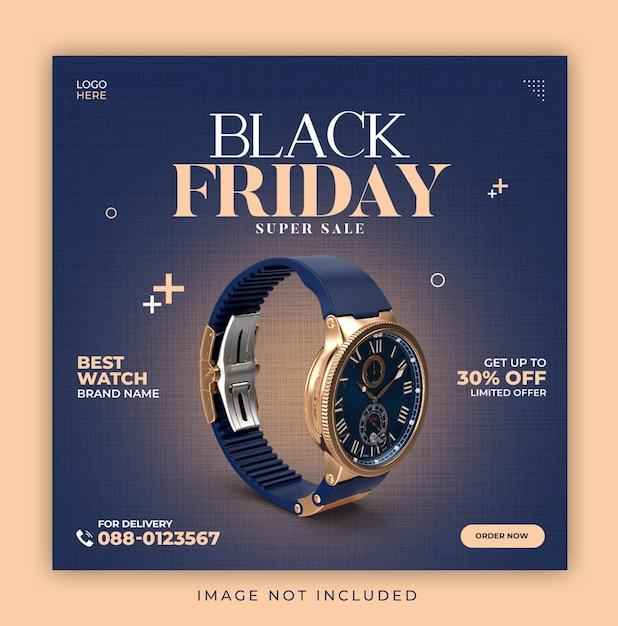 LOGO
HERE
BLACK
FRIDAY
SUPER SALE
BEST
WATCH
BRAND NAME
GET UP TO
30% OFF
LIMITED OFFER
FOR DELIVERY
088-0123567
ORDER NOW
IMAGE NOT INCLUDED